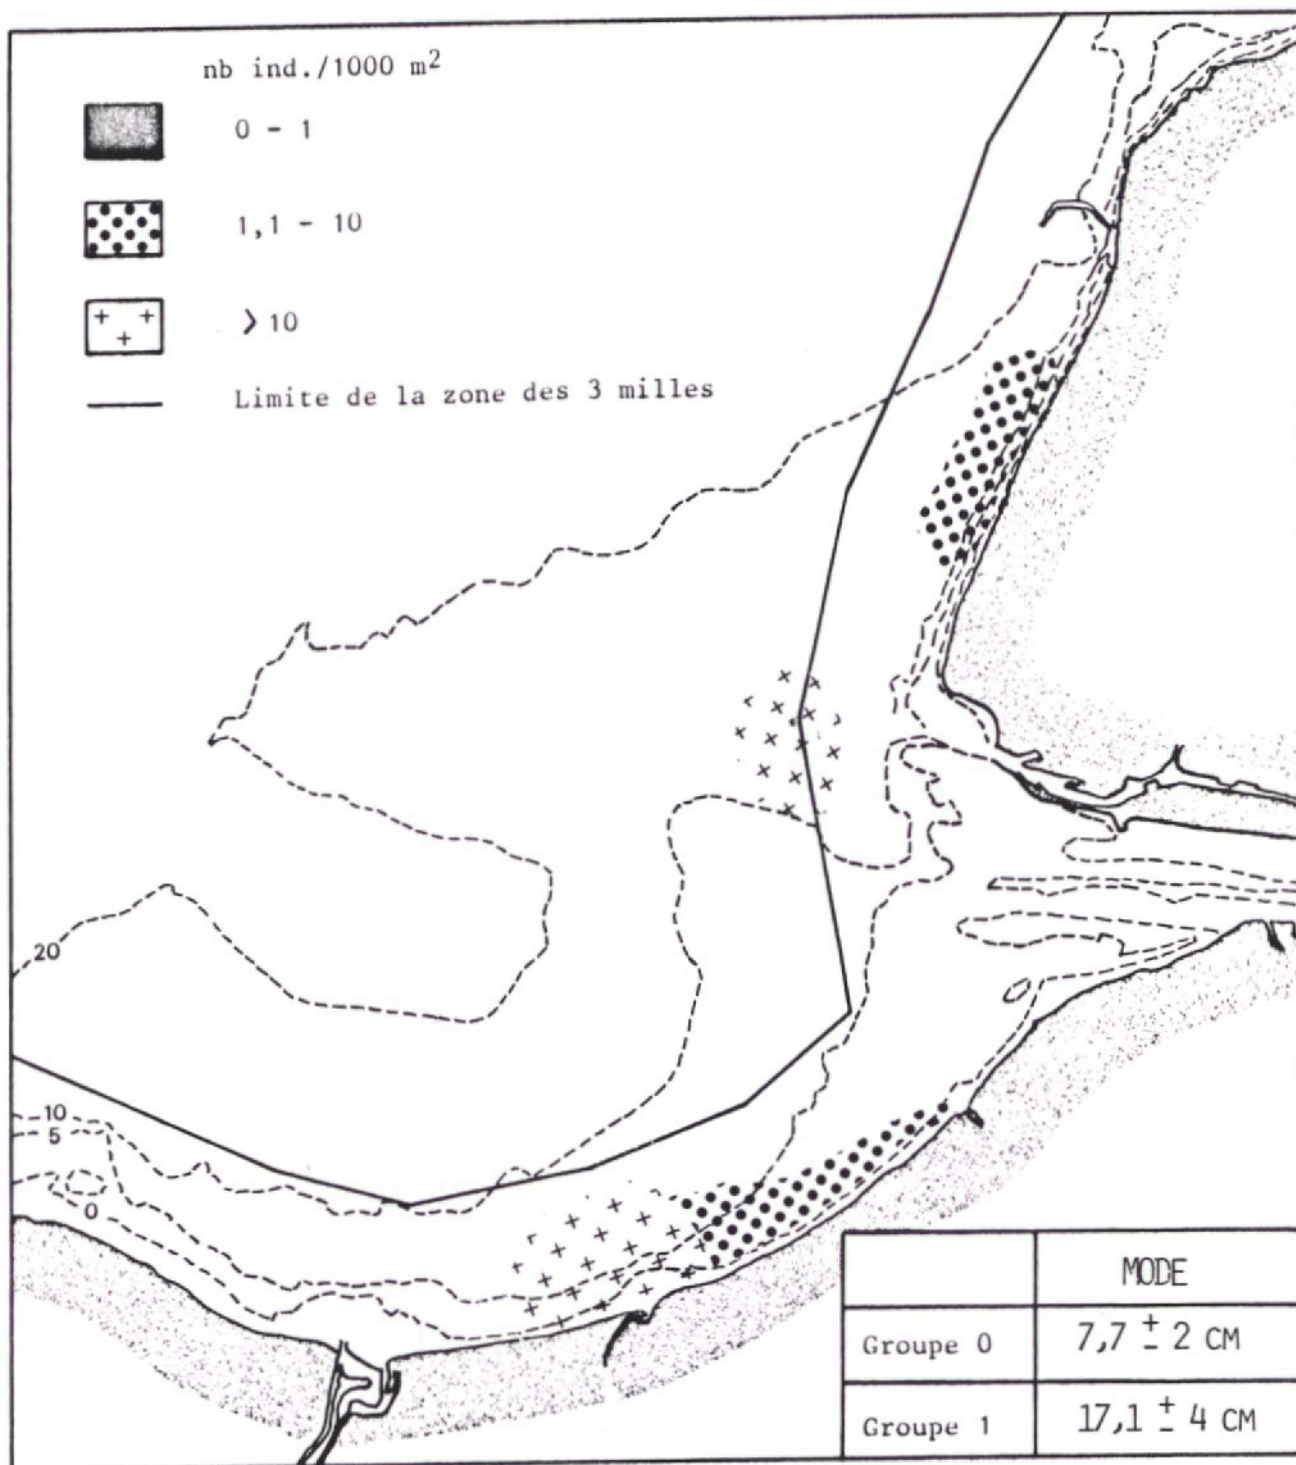 nb ind./1000 m²
0 - 1
1,1 - 10
> 10
Limite de la zone des 3 milles
20
10
5
0
MODE
Groupe 0 7,7 ± 2 CM
Groupe 1 17,1 ± 4 CM